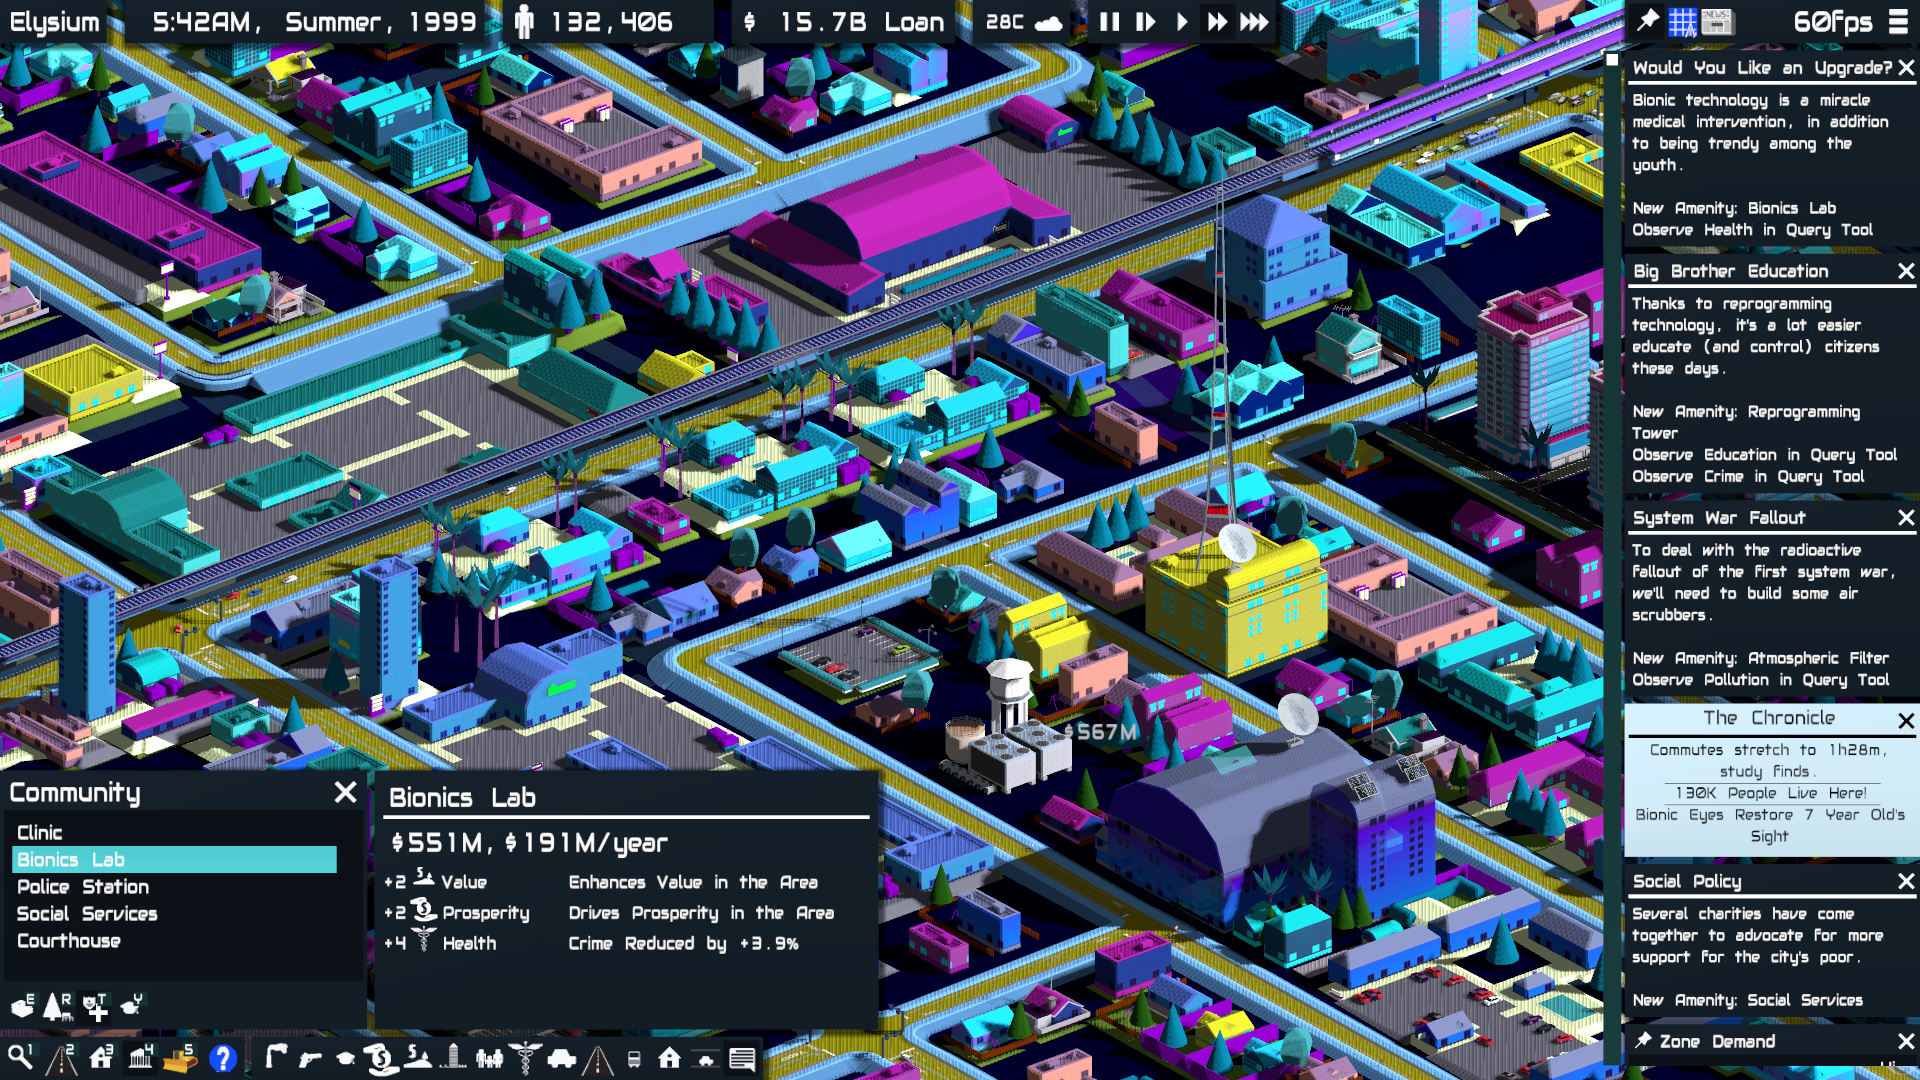 Elysium
5:42AM, Summer, 1999
132,406
$ 15.7B Loan
28C
60fps
Would You Like an Upgrade?
Bionic technology is a miracle
medical intervention, in addition
to being trendy among the
youth.
New Amenity: Bionics Lab
Observe Health in Query Tool
Big Brother Education
Thanks to reprogramming
technology, it's a lot easier
educate (and control) citizens
these days.
New Amenity: Reprogramming
Tower
Observe Education in Query Tool
Observe Crime in Query Tool
System War Fallout
To deal with the radioactive
fallout of the first system war,
we'll need to build some air
scrubbers.
New Amenity: Atmospheric Filter
Observe Pollution in Query Tool
The Chronicle
Commutes stretch to 1h28m,
study finds.
130K People Live Here!
Bionic Eyes Restore 7 Year Old's
Sight
Social Policy
Several charities have come
together to advocate for more
support for the city's poor.
New Amenity: Social Services
Zone Demand
$567M
Community
Clinic
Bionics Lab
Police Station
Social Services
Courthouse
E R T Y
Bionics Lab
$551M, $191M/year
+2 Value Enhances Value in the Area
+2 Prosperity Drives Prosperity in the Area
+4 Health Crime Reduced by +3.9%
1 2 3 4 5 ?